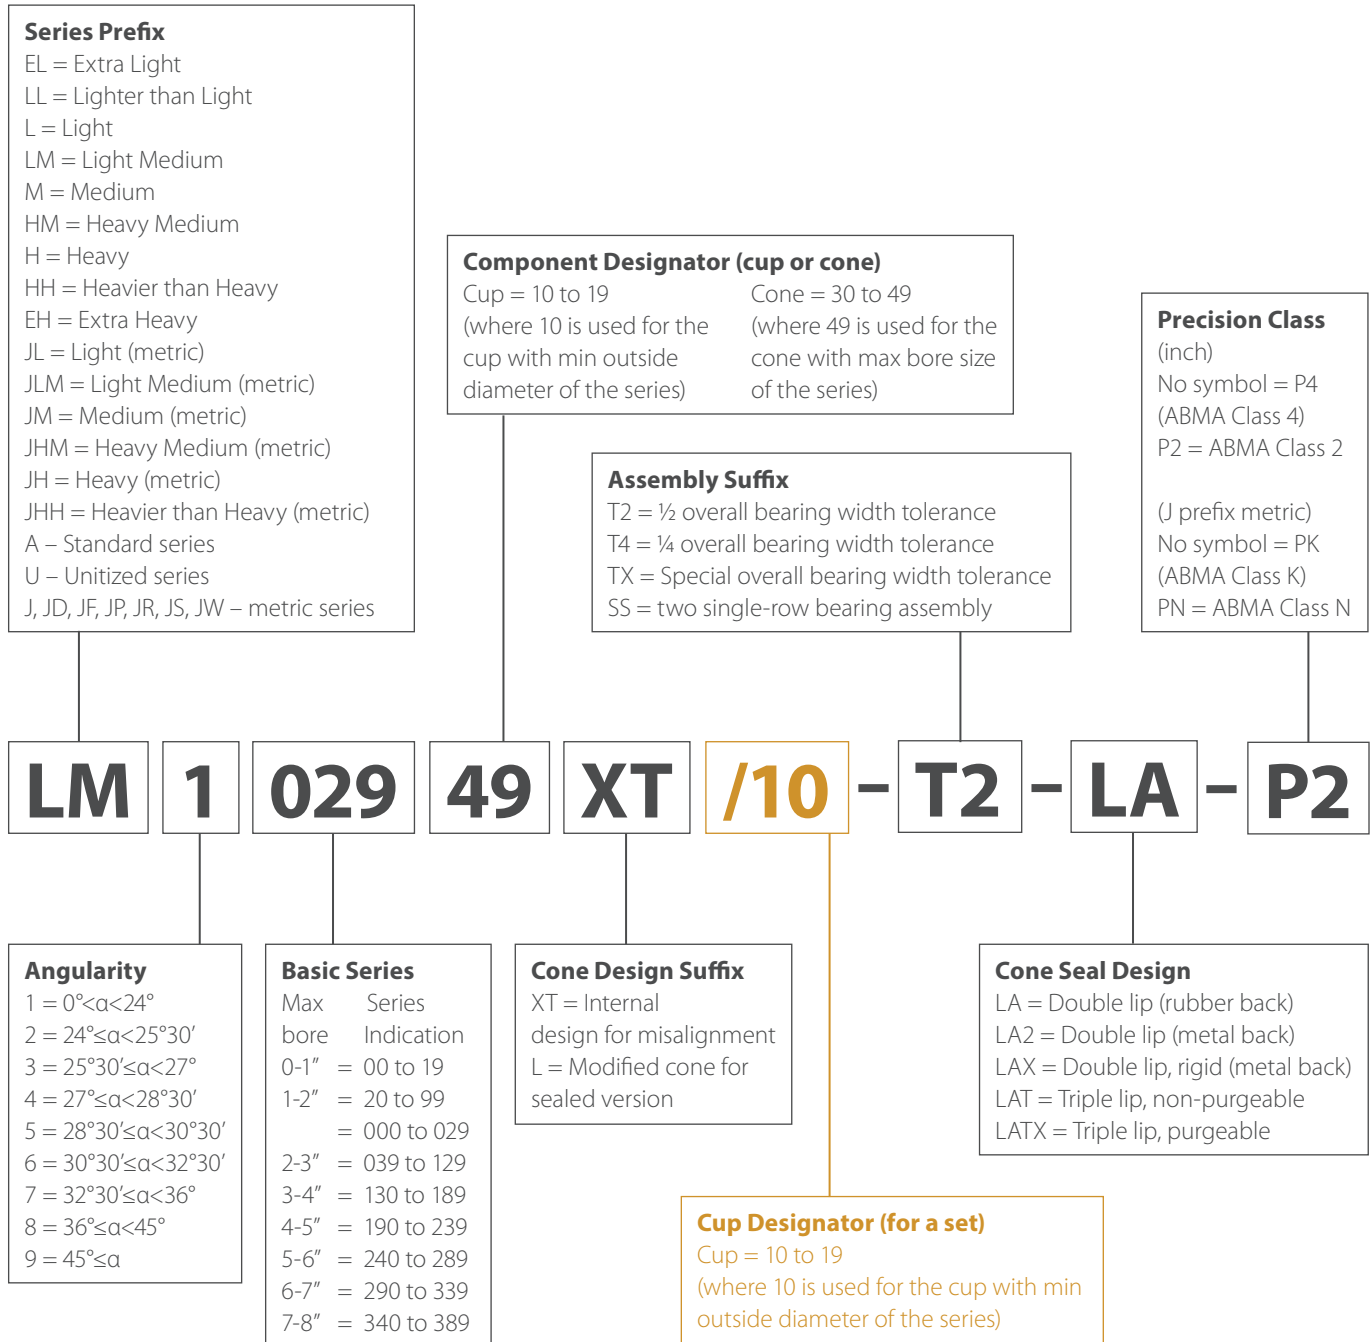 Series Prefix
EL = Extra Light
LL = Lighter than Light
L = Light
LM = Light Medium
M = Medium
HM = Heavy Medium
H = Heavy
HH = Heavier than Heavy
EH = Extra Heavy
JL = Light (metric)
JLM = Light Medium (metric)
JM = Medium (metric)
JHM = Heavy Medium (metric)
JH = Heavy (metric)
JHH = Heavier than Heavy (metric)
A – Standard series
U – Unitized series
J, JD, JF, JP, JR, JS, JW – metric series
Component Designator (cup or cone)
Cup = 10 to 19
(where 10 is used for the
cup with min outside
diameter of the series)
Cone = 30 to 49
(where 49 is used for the
cone with max bore size
of the series)
Assembly Suffix
T2 = ½ overall bearing width tolerance
T4 = ¼ overall bearing width tolerance
TX = Special overall bearing width tolerance
SS = two single-row bearing assembly
Precision Class
(inch)
No symbol = P4
(ABMA Class 4)
P2 = ABMA Class 2
(J prefix metric)
No symbol = PK
(ABMA Class K)
PN = ABMA Class N
LM 1 029 49 XT /10 – T2 – LA – P2
Angularity
1 = 0°<α<24°
2 = 24°≤α<25°30′
3 = 25°30′≤α<27°
4 = 27°≤α<28°30′
5 = 28°30′≤α<30°30′
6 = 30°30′≤α<32°30′
7 = 32°30′≤α<36°
8 = 36°≤α<45°
9 = 45°≤α
Basic Series
Max Series
bore Indication
0-1″ = 00 to 19
1-2″ = 20 to 99
= 000 to 029
2-3″ = 039 to 129
3-4″ = 130 to 189
4-5″ = 190 to 239
5-6″ = 240 to 289
6-7″ = 290 to 339
7-8″ = 340 to 389
Cone Design Suffix
XT = Internal
design for misalignment
L = Modified cone for
sealed version
Cup Designator (for a set)
Cup = 10 to 19
(where 10 is used for the cup with min
outside diameter of the series)
Cone Seal Design
LA = Double lip (rubber back)
LA2 = Double lip (metal back)
LAX = Double lip, rigid (metal back)
LAT = Triple lip, non-purgeable
LATX = Triple lip, purgeable